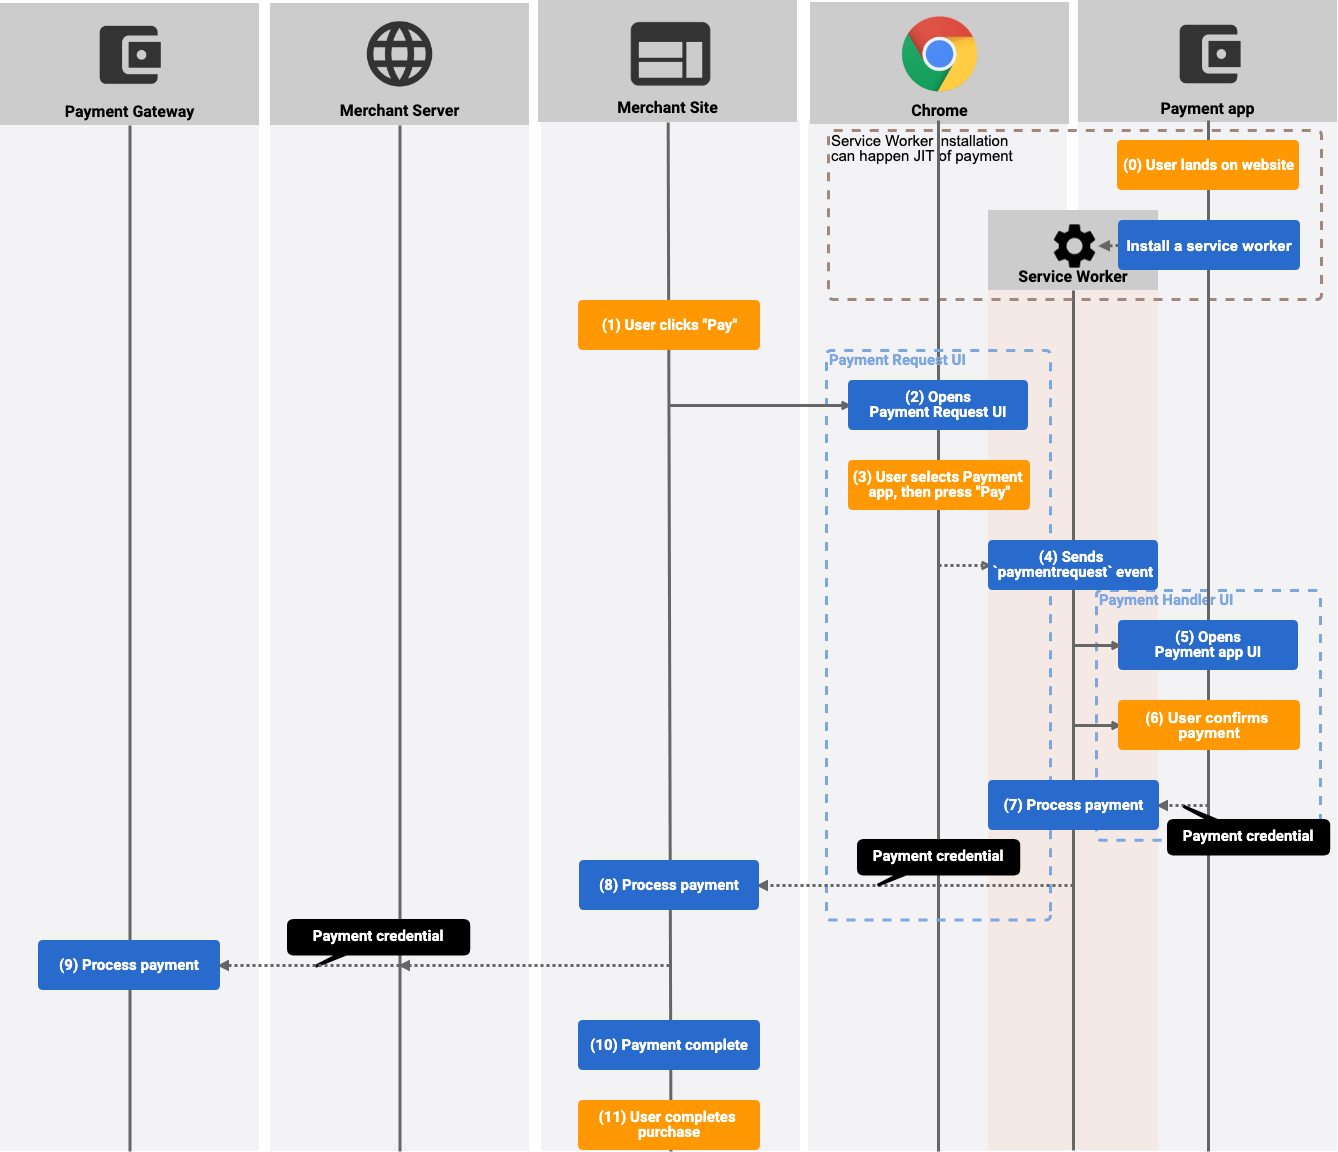 Payment Gateway
Merchant Server
Merchant Site
Chrome
Payment app
Service Worker installation
can happen JIT of payment
(0) User lands on website
Install a service worker
Service Worker
(1) User clicks "Pay"
Payment Request UI
(2) Opens
Payment Request UI
(3) User selects Payment
app, then press "Pay"
(4) Sends
`paymentrequest` event
Payment Handler UI
(5) Opens
Payment app UI
(6) User confirms
payment
(7) Process payment
Payment credential
Payment credential
(8) Process payment
Payment credential
(9) Process payment
(10) Payment complete
(11) User completes
purchase